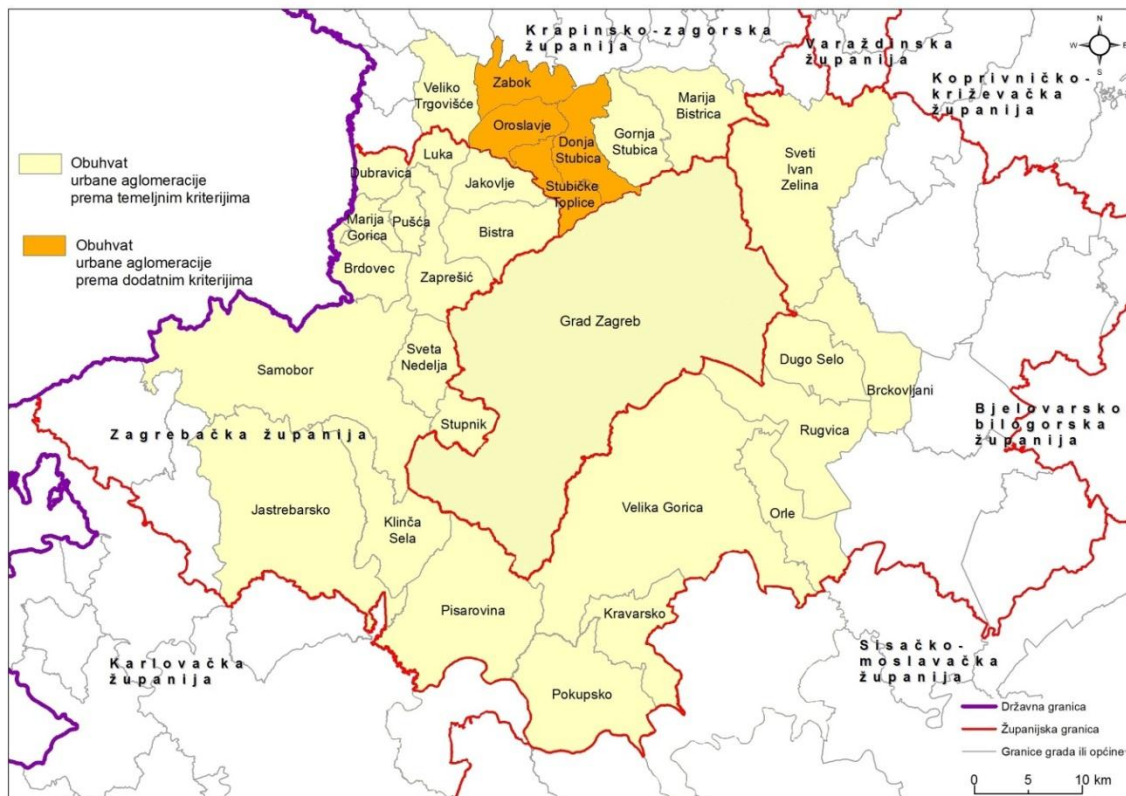 Krapinsko-zagorska
županija
Varaždinska
županija
Koprivničko-
križevačka
županija
N
W
E
S
Zabok
Veliko
Trgovišće
Marija
Bistrica
Oroslavje
Gornja
Stubica
Donja
Stubica
Sveti
Ivan
Zelina
Luka
Obuhvat
urbane aglomeracije
prema temeljnim kriterijima
Dubravica
Jakovlje
Stubičke
Toplice
Marija
Gorica
Pušća
Bistra
Obuhvat
urbane aglomeracije
prema dodatnim kriterijima
Brdovec
Zaprešić
Grad Zagreb
Sveta
Nedelja
Samobor
Dugo Selo
Brckovljani
Stupnik
Rugvica
Zagrebačka županija
Bjelovarsko
bilogorska
županija
Jastrebarsko
Klinča
Sela
Velika Gorica
Orle
Pisarovina
Kravarsko
Karlovačka
županija
Sisačko-
moslavačka
županija
Pokupsko
Državna granica
Županijska granica
Granice grada ili općine
0 5 10 km